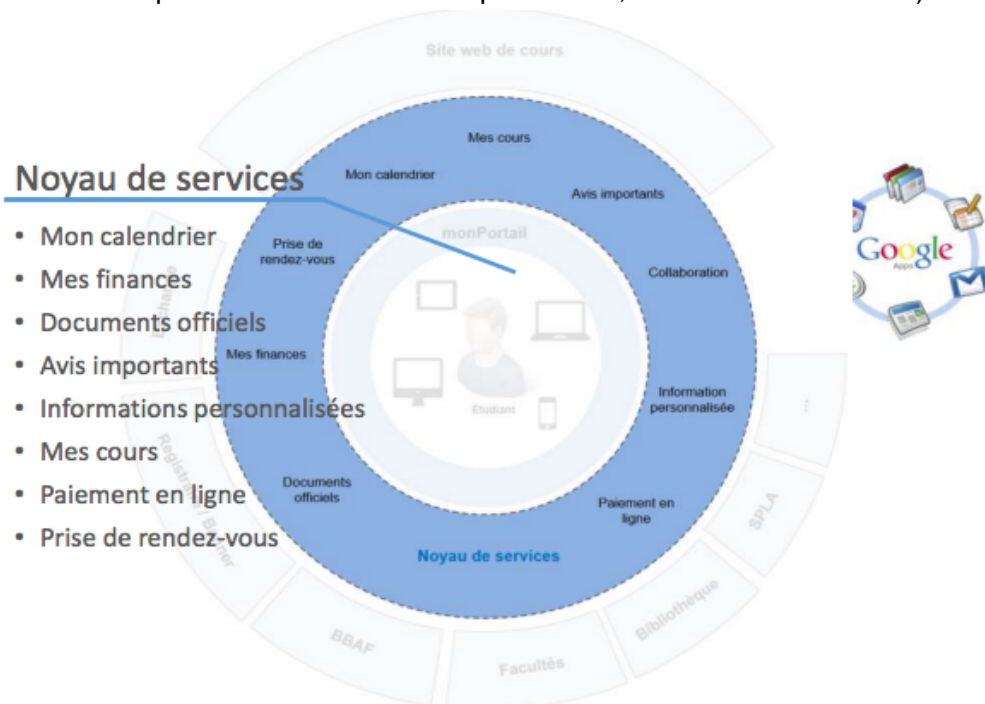 Site web de cours
Mes cours
Mon calendrier
Avis importants
Noyau de services
• Mon calendrier
• Mes finances
• Documents officiels
• Avis importants
• Informations personnalisées
• Mes cours
• Paiement en ligne
• Prise de rendez-vous
monPortail
Prise de
rendez-vous
Collaboration
Google
Apps
Mes finances
Étudiant
Information
personnalisée
...
Documents
officiels
Paiement en
ligne
SPLA
Noyau de services
Bibliothèque
BBAF
Facultés